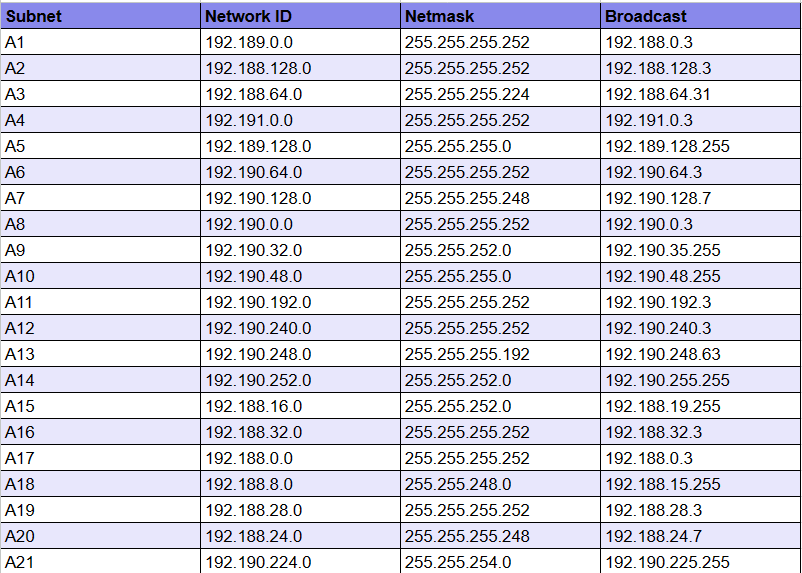 Subnet Network ID Netmask Broadcast
A1 192.189.0.0 255.255.255.252 192.188.0.3
A2 192.188.128.0 255.255.255.252 192.188.128.3
A3 192.188.64.0 255.255.255.224 192.188.64.31
A4 192.191.0.0 255.255.255.252 192.191.0.3
A5 192.189.128.0 255.255.255.0 192.189.128.255
A6 192.190.64.0 255.255.255.252 192.190.64.3
A7 192.190.128.0 255.255.255.248 192.190.128.7
A8 192.190.0.0 255.255.255.252 192.190.0.3
A9 192.190.32.0 255.255.252.0 192.190.35.255
A10 192.190.48.0 255.255.255.0 192.190.48.255
A11 192.190.192.0 255.255.255.252 192.190.192.3
A12 192.190.240.0 255.255.255.252 192.190.240.3
A13 192.190.248.0 255.255.255.192 192.190.248.63
A14 192.190.252.0 255.255.252.0 192.190.255.255
A15 192.188.16.0 255.255.252.0 192.188.19.255
A16 192.188.32.0 255.255.255.252 192.188.32.3
A17 192.188.0.0 255.255.255.252 192.188.0.3
A18 192.188.8.0 255.255.248.0 192.188.15.255
A19 192.188.28.0 255.255.255.252 192.188.28.3
A20 192.188.24.0 255.255.255.248 192.188.24.7
A21 192.190.224.0 255.255.254.0 192.190.225.255